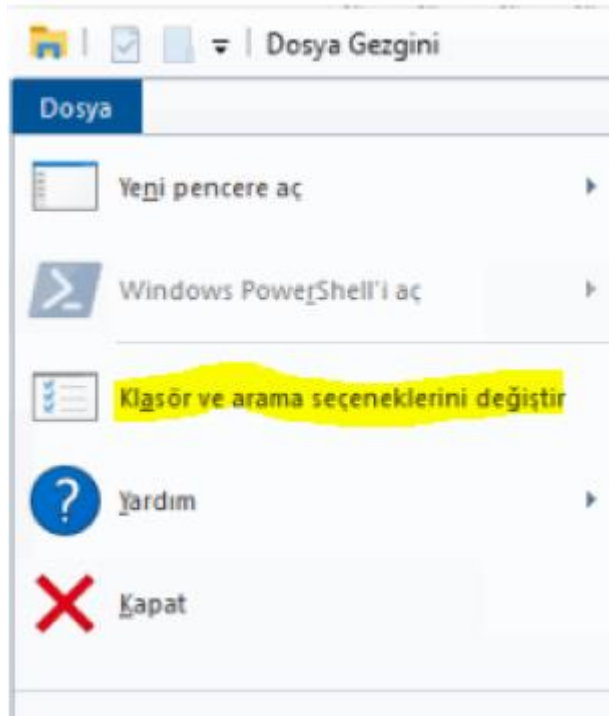 Dosya Gezgini
Dosya
Yeni pencere aç
Windows PowerShell'i aç
Klasör ve arama seçeneklerini değiştir
Yardım
Kapat